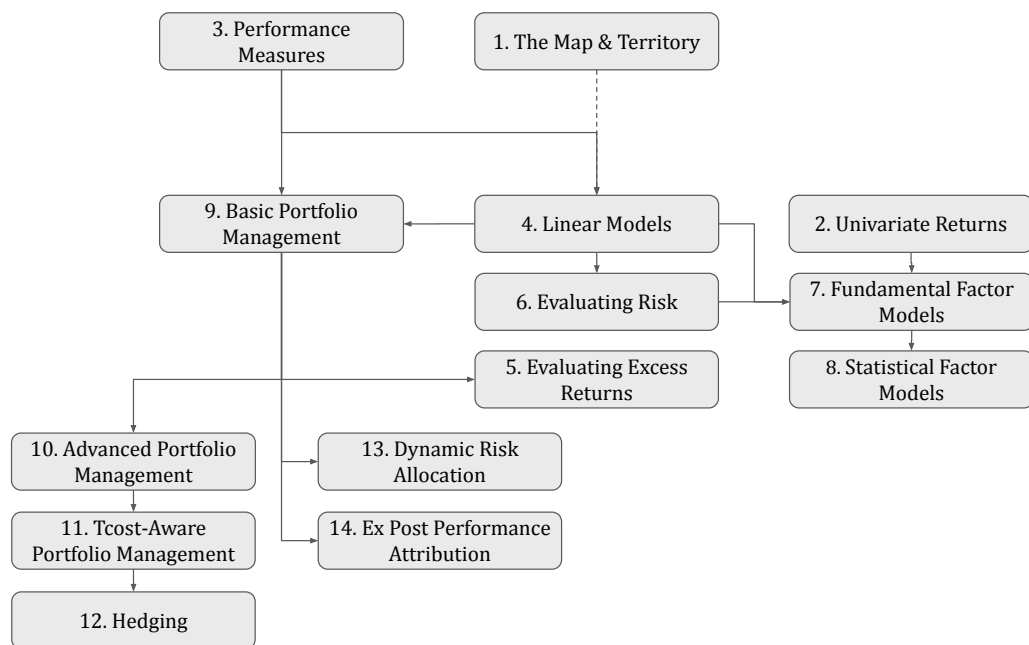 3. Performance
Measures
1. The Map & Territory
9. Basic Portfolio
Management
4. Linear Models
2. Univariate Returns
6. Evaluating Risk
7. Fundamental Factor
Models
5. Evaluating Excess
Returns
8. Statistical Factor
Models
10. Advanced Portfolio
Management
13. Dynamic Risk
Allocation
11. Tcost-Aware
Portfolio Management
14. Ex Post Performance
Attribution
12. Hedging